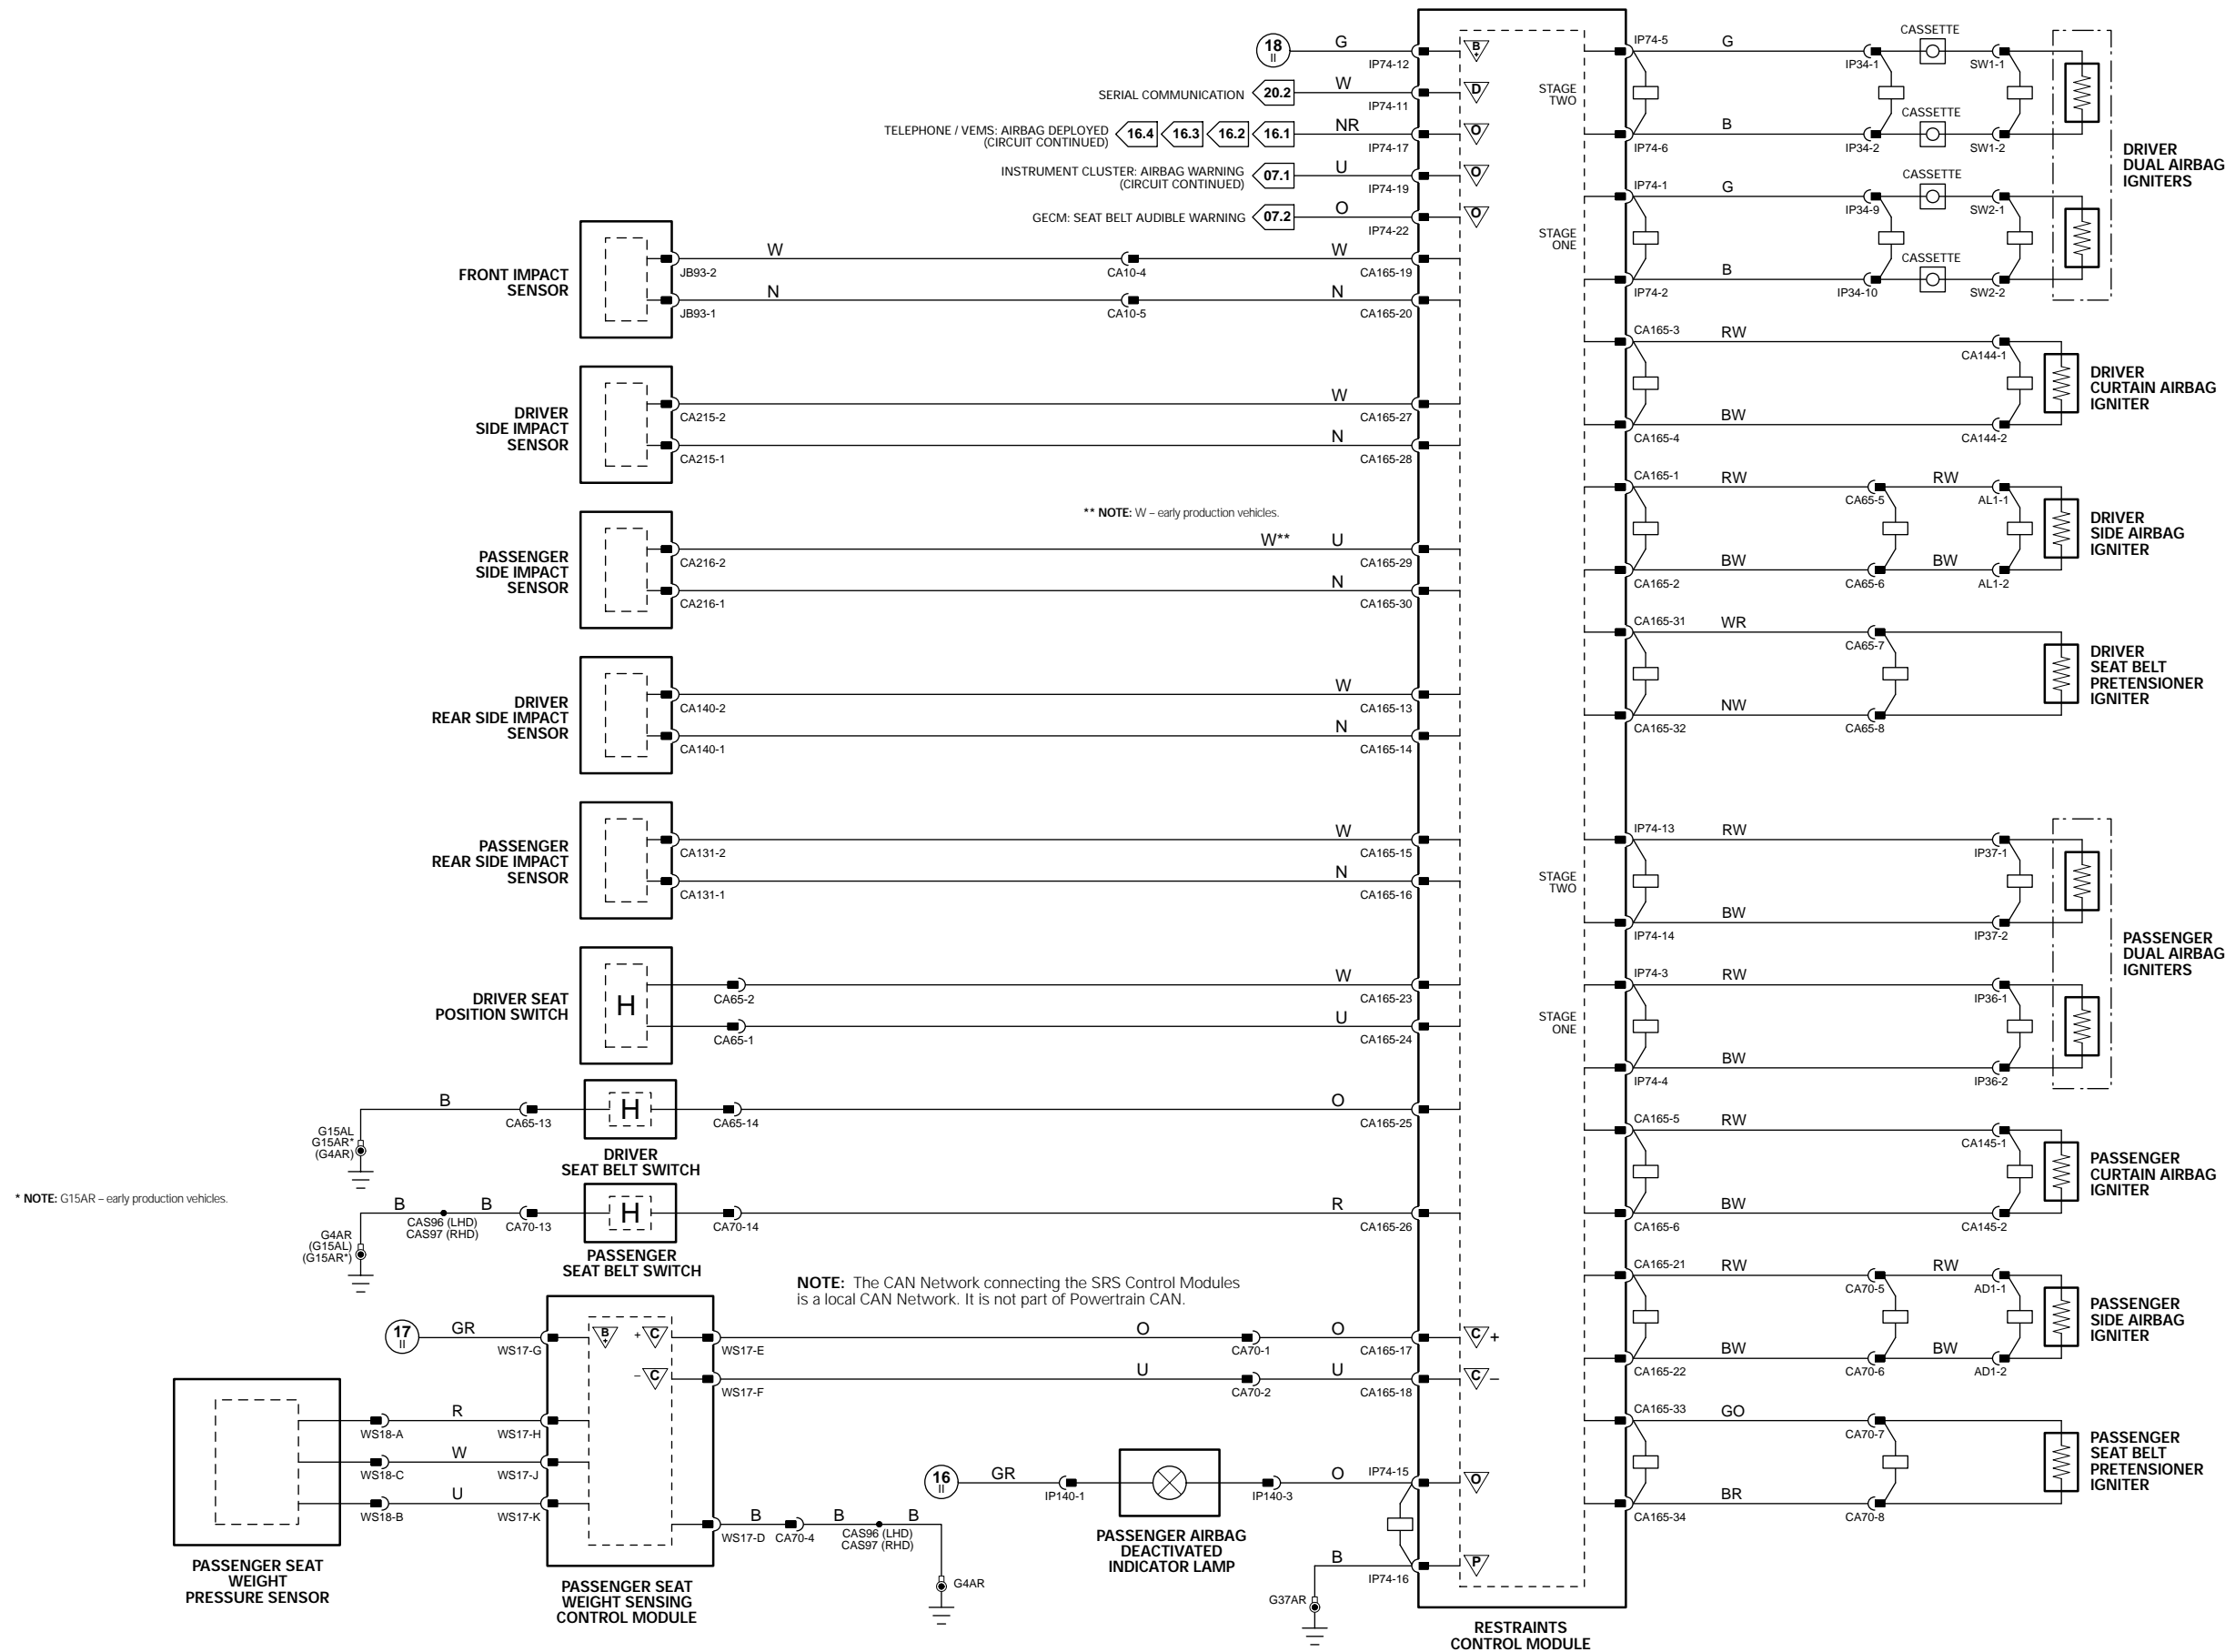 18
II
G
IP74-12
B
+
SERIAL COMMUNICATION
20.2
W
IP74-11
D
TELEPHONE / VEMS: AIRBAG DEPLOYED
(CIRCUIT CONTINUED)
16.4
16.3
16.2
16.1
NR
IP74-17
O
INSTRUMENT CLUSTER: AIRBAG WARNING
(CIRCUIT CONTINUED)
07.1
U
IP74-19
O
GECM: SEAT BELT AUDIBLE WARNING
07.2
O
IP74-22
O
FRONT IMPACT
SENSOR
JB93-2
W
CA10-4
W
CA165-19
JB93-1
N
CA10-5
N
CA165-20
DRIVER
SIDE IMPACT
SENSOR
CA215-2
W
CA165-27
CA215-1
N
CA165-28
** NOTE: W – early production vehicles.
PASSENGER
SIDE IMPACT
SENSOR
CA216-2
W**
U
CA165-29
CA216-1
N
CA165-30
DRIVER
REAR SIDE IMPACT
SENSOR
CA140-2
W
CA165-13
CA140-1
N
CA165-14
PASSENGER
REAR SIDE IMPACT
SENSOR
CA131-2
W
CA165-15
CA131-1
N
CA165-16
DRIVER SEAT
POSITION SWITCH
H
CA65-2
W
CA165-23
CA65-1
U
CA165-24
G15AL
G15AR*
(G4AR)
B
CA65-13
H
CA65-14
O
CA165-25
DRIVER
SEAT BELT SWITCH
* NOTE: G15AR – early production vehicles.
G4AR
(G15AL)
(G15AR*)
B
CAS96 (LHD)
CAS97 (RHD)
B
CA70-13
H
CA70-14
R
CA165-26
PASSENGER
SEAT BELT SWITCH
NOTE: The CAN Network connecting the SRS Control Modules
is a local CAN Network. It is not part of Powertrain CAN.
17
II
GR
WS17-G
B
+
+
C
WS17-E
O
CA70-1
O
CA165-17
C
+
–
C
WS17-F
U
CA70-2
U
CA165-18
C
–
WS18-A
R
WS17-H
WS18-C
W
WS17-J
WS18-B
U
WS17-K
PASSENGER SEAT
WEIGHT
PRESSURE SENSOR
WS17-D
B
CA70-4
B
CAS96 (LHD)
CAS97 (RHD)
B
G4AR
PASSENGER SEAT
WEIGHT SENSING
CONTROL MODULE
16
II
GR
IP140-1
IP140-3
O
IP74-15
O
PASSENGER AIRBAG
DEACTIVATED
INDICATOR LAMP
G37AR
B
IP74-16
P
RESTRAINTS
CONTROL MODULE
STAGE
TWO
IP74-5
G
IP34-1
CASSETTE
SW1-1
IP74-6
B
IP34-2
CASSETTE
SW1-2
DRIVER
DUAL AIRBAG
IGNITERS
STAGE
ONE
IP74-1
G
IP34-9
CASSETTE
SW2-1
IP74-2
B
IP34-10
CASSETTE
SW2-2
CA165-3
RW
CA144-1
CA165-4
BW
CA144-2
DRIVER
CURTAIN AIRBAG
IGNITER
CA165-1
RW
CA65-5
RW
AL1-1
CA165-2
BW
CA65-6
BW
AL1-2
DRIVER
SIDE AIRBAG
IGNITER
CA165-31
WR
CA65-7
CA165-32
NW
CA65-8
DRIVER
SEAT BELT
PRETENSIONER
IGNITER
STAGE
TWO
IP74-13
RW
IP37-1
IP74-14
BW
IP37-2
PASSENGER
DUAL AIRBAG
IGNITERS
STAGE
ONE
IP74-3
RW
IP36-1
IP74-4
BW
IP36-2
CA165-5
RW
CA145-1
CA165-6
BW
CA145-2
PASSENGER
CURTAIN AIRBAG
IGNITER
CA165-21
RW
CA70-5
RW
AD1-1
CA165-22
BW
CA70-6
BW
AD1-2
PASSENGER
SIDE AIRBAG
IGNITER
CA165-33
GO
CA70-7
CA165-34
BR
CA70-8
PASSENGER
SEAT BELT
PRETENSIONER
IGNITER